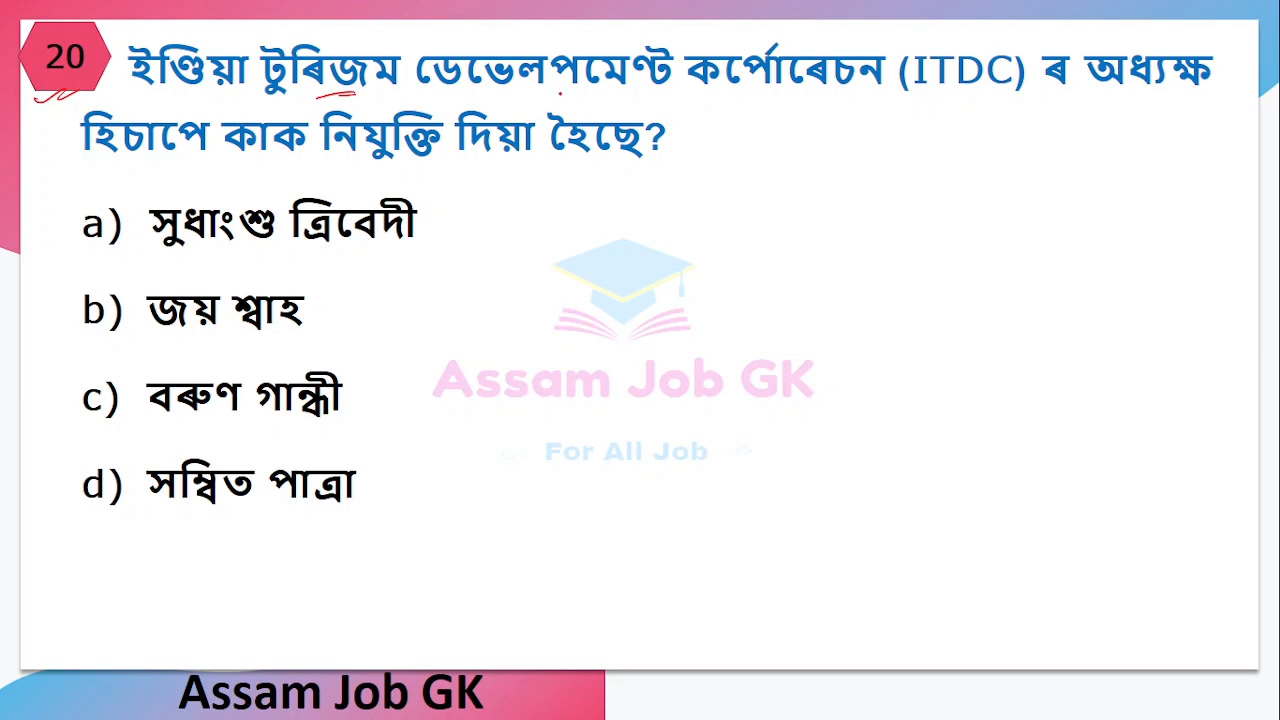 20
ইণ্ডিয়া টুৰিজম ডেভেলপমেণ্ট কৰ্পোৰেচন (ITDC) ৰ অধ্যক্ষ
হিচাপে কাক নিযুক্তি দিয়া হৈছে?
a) সুধাংশু ত্ৰিবেদী
b) জয় শ্বাহ
c) বৰুণ গান্ধী
d) সম্বিত পাত্ৰা
Assam Job GK
For All Job
Assam Job GK